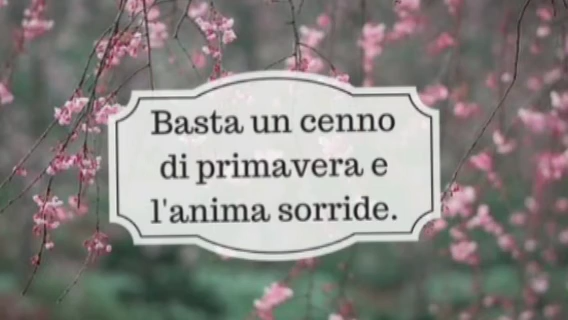 Basta un cenno
di primavera e
l'anima sorride.